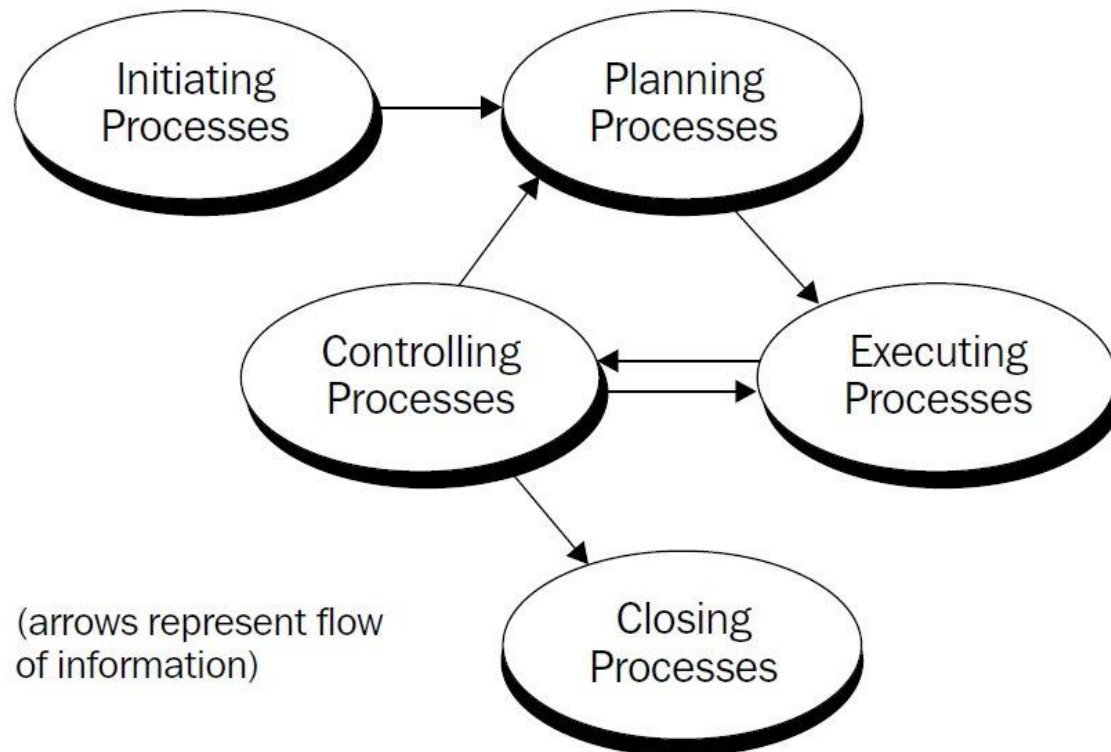 Initiating
Processes
Planning
Processes
Controlling
Processes
Executing
Processes
Closing
Processes
(arrows represent flow
of information)